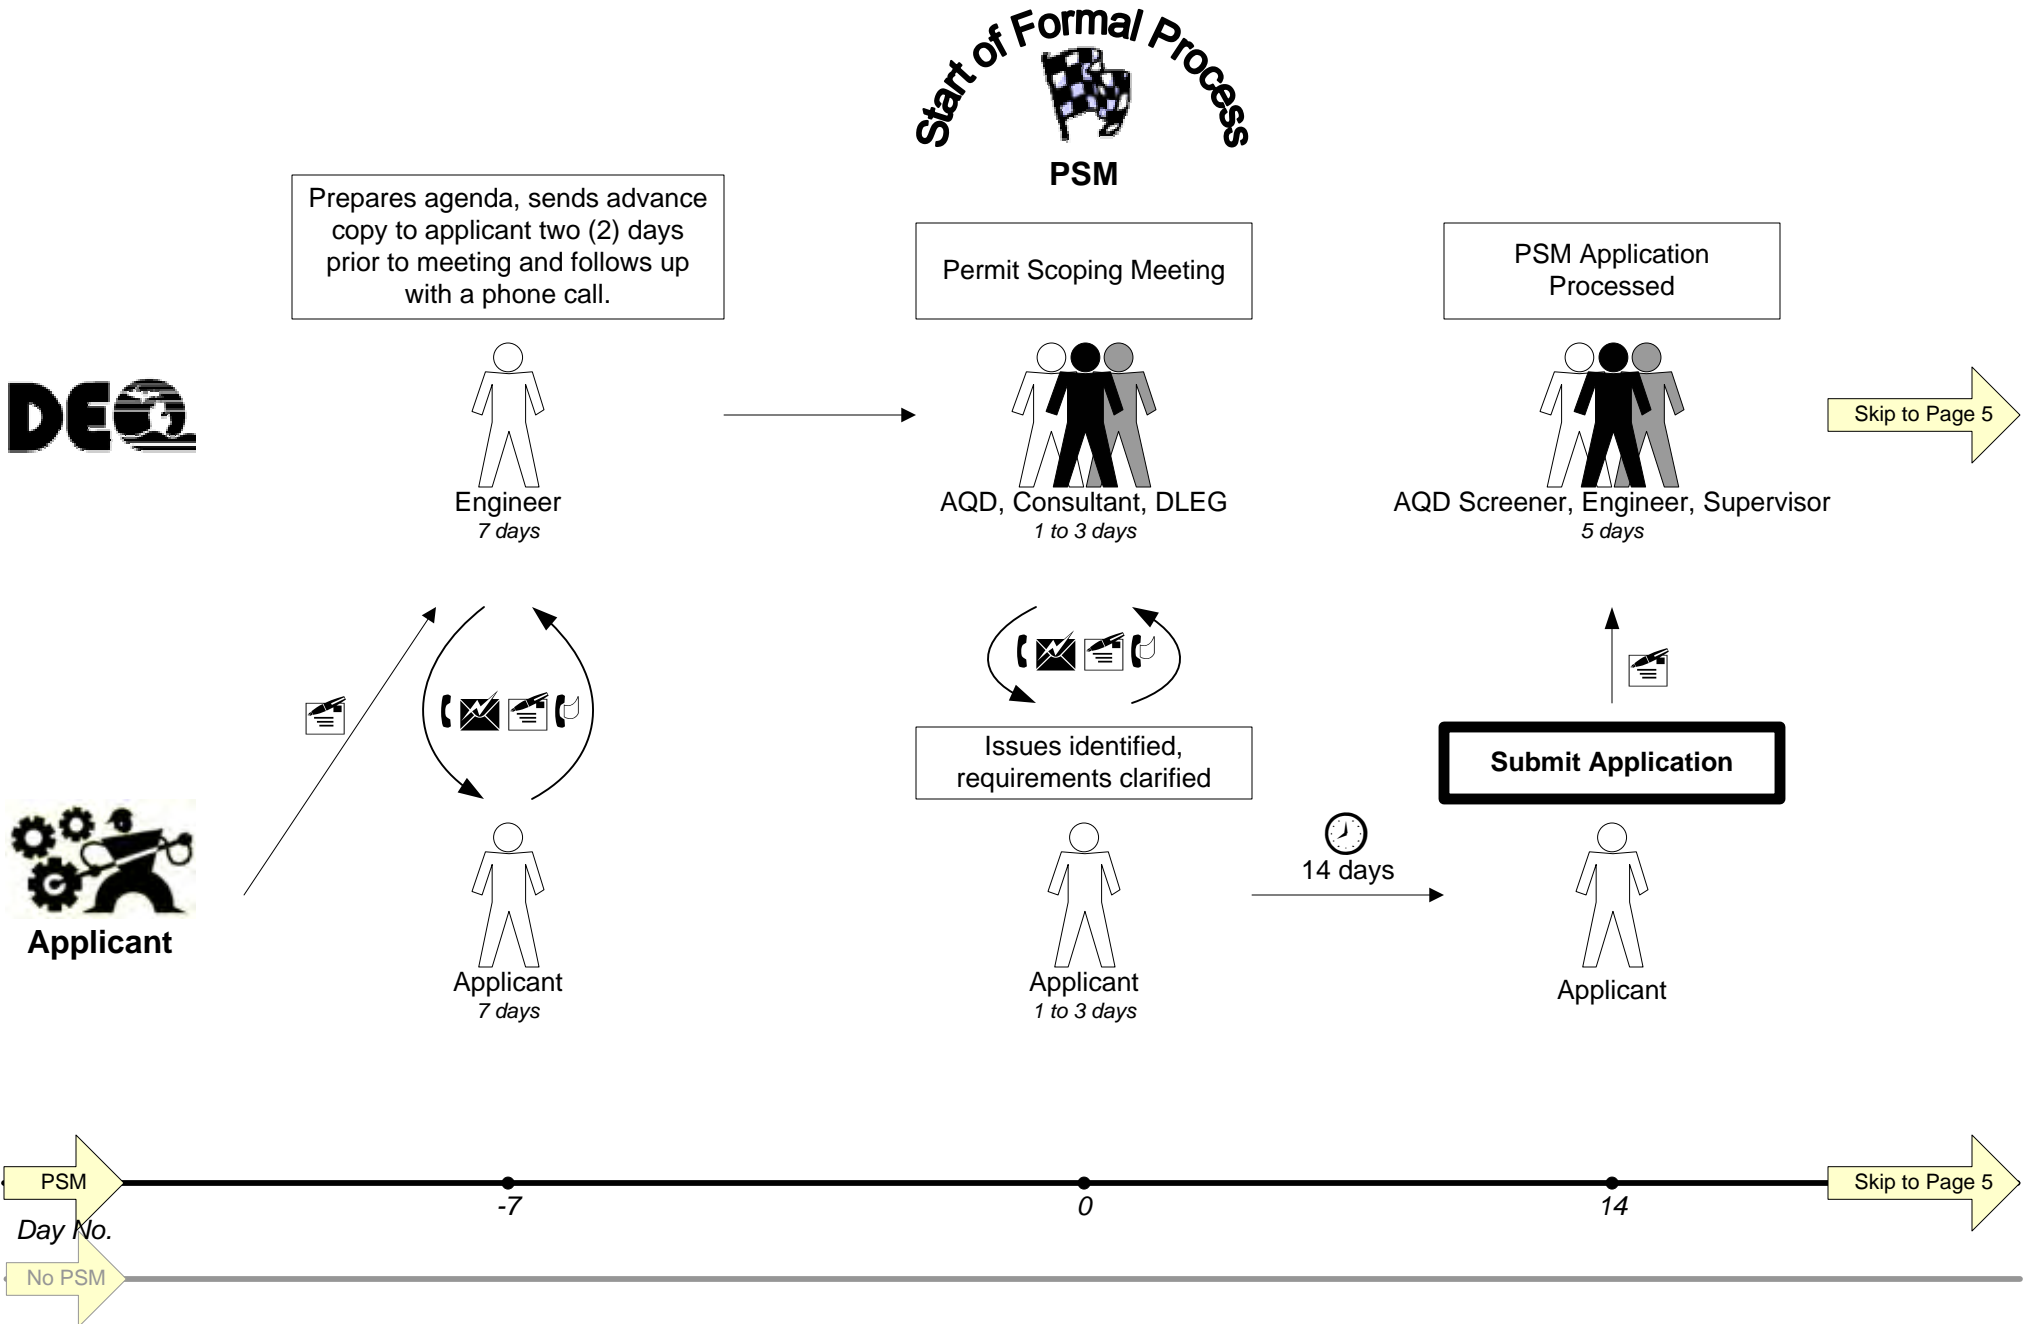 Start of Formal Process
PSM
Prepares agenda, sends advance
copy to applicant two (2) days
prior to meeting and follows up
with a phone call.
Permit Scoping Meeting
PSM Application
Processed
DEQ
Skip to Page 5
Engineer
7 days
AQD, Consultant, DLEG
1 to 3 days
AQD Screener, Engineer, Supervisor
5 days
Issues identified,
requirements clarified
Submit Application
14 days
Applicant
Applicant
7 days
Applicant
1 to 3 days
Applicant
PSM
Skip to Page 5
-7
0
14
Day No.
No PSM